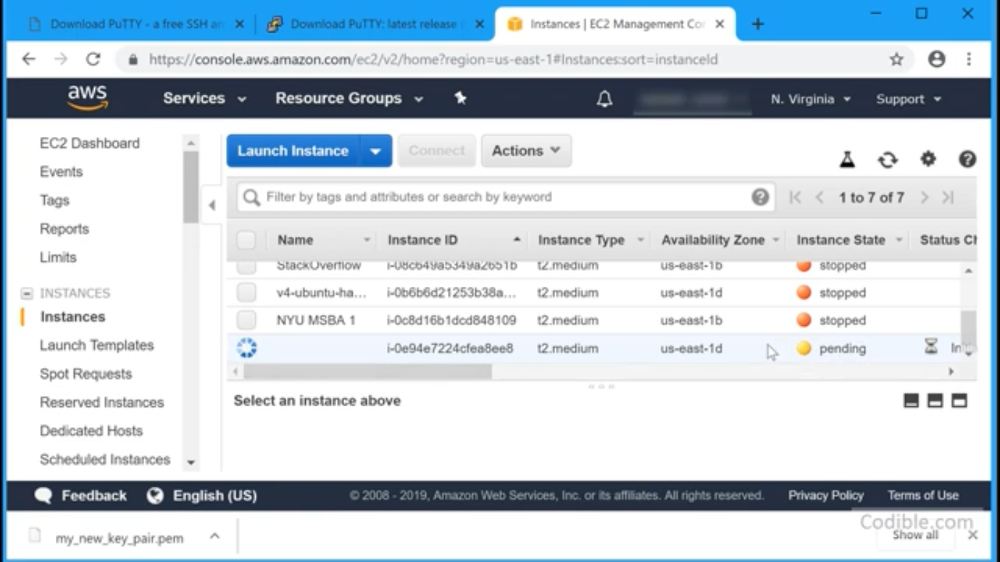 Download PuTTY - a free SSH an
Download PuTTY: latest release
Instances | EC2 Management Con
https://console.aws.amazon.com/ec2/v2/home?region=us-east-1#Instances:sort=instanceId
aws
Services
Resource Groups
N. Virginia
Support
EC2 Dashboard
Events
Tags
Reports
Limits
INSTANCES
Instances
Launch Templates
Spot Requests
Reserved Instances
Dedicated Hosts
Scheduled Instances
Launch Instance
Connect
Actions
Filter by tags and attributes or search by keyword
1 to 7 of 7
Name Instance ID Instance Type Availability Zone Instance State Status Ch
StackOverflow i-08c649a5349a2651b t2.medium us-east-1b stopped
v4-ubuntu-ha... i-0b6b6d21253b38a... t2.medium us-east-1d stopped
NYU MSBA 1 i-0c8d16b1dcd848109 t2.medium us-east-1b stopped
i-0e94e7224cfea8ee8 t2.medium us-east-1d pending
Select an instance above
Feedback
English (US)
© 2008 - 2019, Amazon Web Services, Inc. or its affiliates. All rights reserved.
Privacy Policy
Terms of Use
my_new_key_pair.pem
Codible.com
Show all